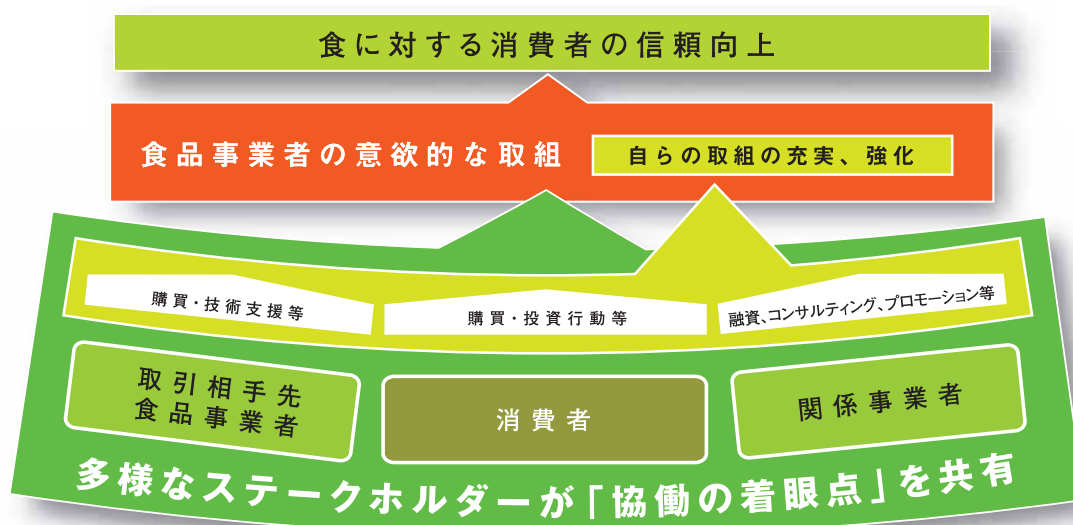 食に対する消費者の信頼向上
食品事業者の意欲的な取組
自らの取組の充実、強化
購買・技術支援等
購買・投資行動等
融資、コンサルティング、プロモーション等
取引相手先
食品事業者
消費者
関係事業者
多様なステークホルダーが「協働の着眼点」を共有